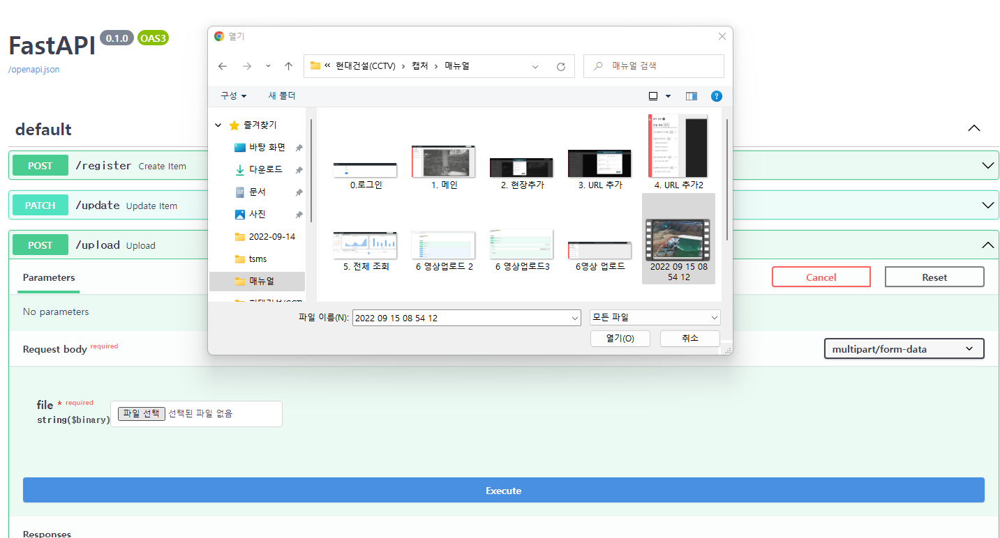 FastAPI 0.1.0 OAS3
/openapi.json
default
POST /register Create Item
PATCH /update Update Item
POST /upload Upload
Parameters
Cancel
Reset
No parameters
Request body required
multipart/form-data
file * required
string($binary)
파일 선택 선택된 파일 없음
Execute
Responses
열기
« 현대건설(CCTV) › 캡처 › 매뉴얼
매뉴얼 검색
구성
새 폴더
즐겨찾기
바탕 화면
다운로드
문서
사진
2022-09-14
tsms
매뉴얼
0.로그인
1. 메인
2. 현장추가
3. URL 추가
4. URL 추가2
5. 전체 조회
6 영상업로드 2
6 영상업로드3
6영상 업로드
2022 09 15 08
54 12
파일 이름(N): 2022 09 15 08 54 12
모든 파일
열기(O)
취소